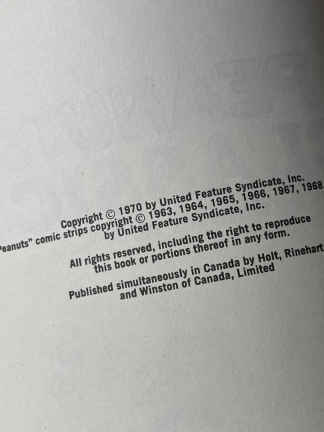 Copyright © 1970 by United Feature Syndicate, Inc.
Peanuts" comic strips copyright © 1963, 1964, 1965, 1966, 1967, 1968
by United Feature Syndicate, Inc.
All rights reserved, including the right to reproduce
this book or portions thereof in any form.
Published simultaneously in Canada by Holt, Rinehart
and Winston of Canada, Limited